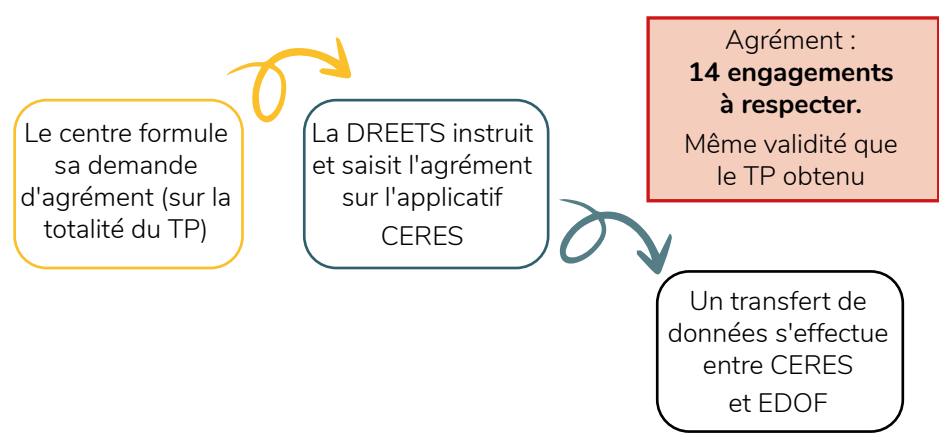 Le centre formule
sa demande
d'agrément (sur la
totalité du TP)
La DREETS instruit
et saisit l'agrément
sur l'applicatif
CERES
Agrément :
14 engagements
à respecter.
Même validité que
le TP obtenu
Un transfert de
données s'effectue
entre CERES
et EDOF